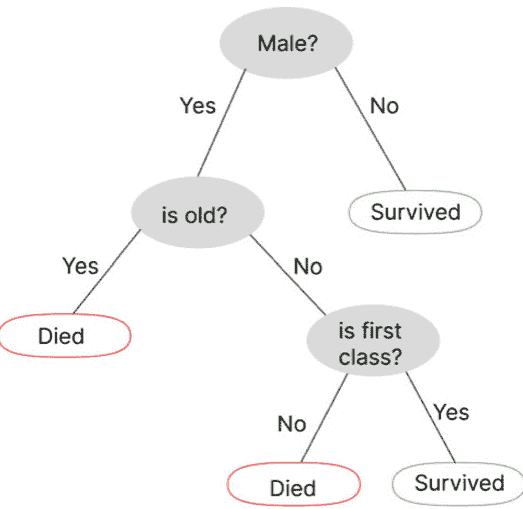 Male?
Yes
No
is old?
Survived
Yes
No
Died
is first
class?
No
Yes
Died
Survived